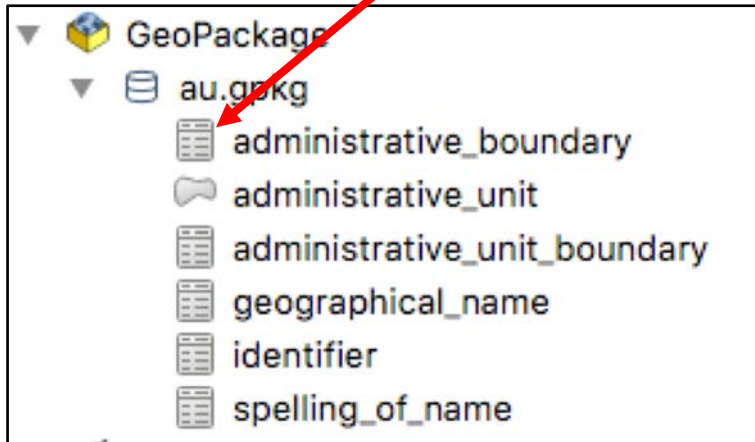 GeoPackage
au.gpkg
administrative_boundary
administrative_unit
administrative_unit_boundary
geographical_name
identifier
spelling_of_name